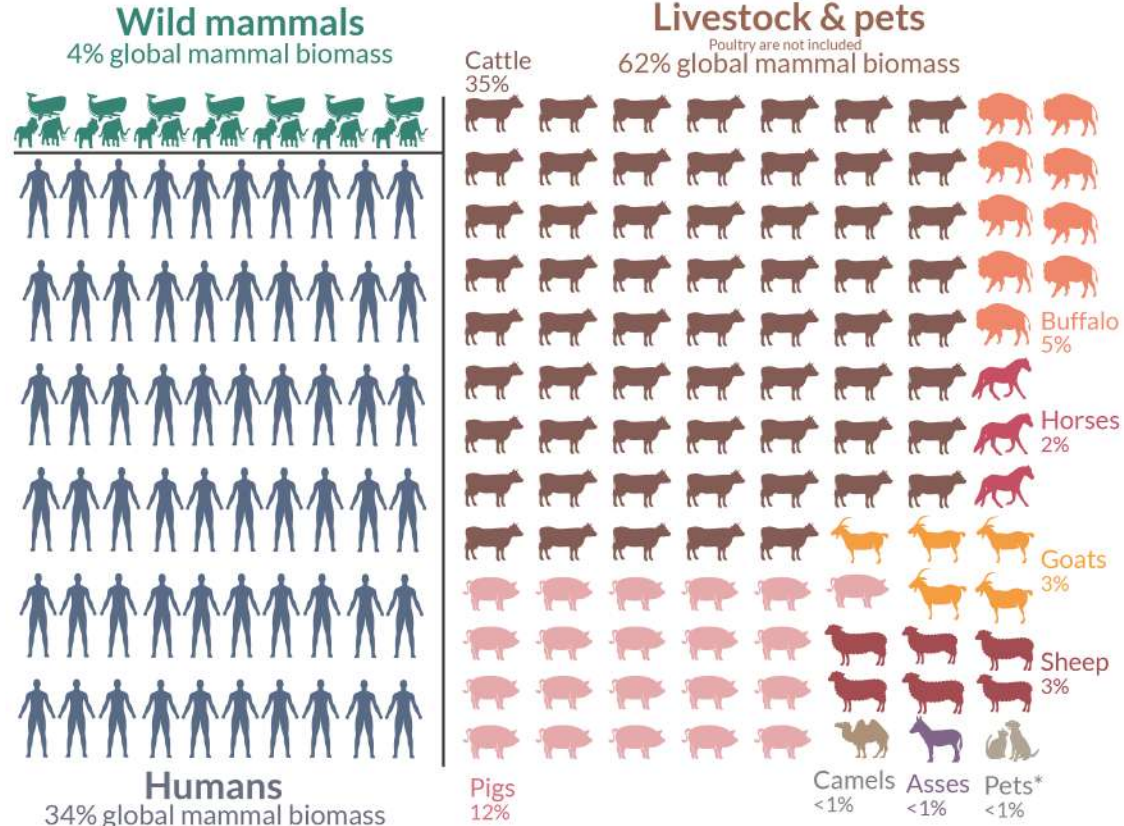 Wild mammals
4% global mammal biomass
Livestock & pets
Poultry are not included
62% global mammal biomass
Cattle
35%
Buffalo
5%
Horses
2%
Goats
3%
Sheep
3%
Pigs
12%
Camels
<1%
Asses
<1%
Pets*
<1%
Humans
34% global mammal biomass